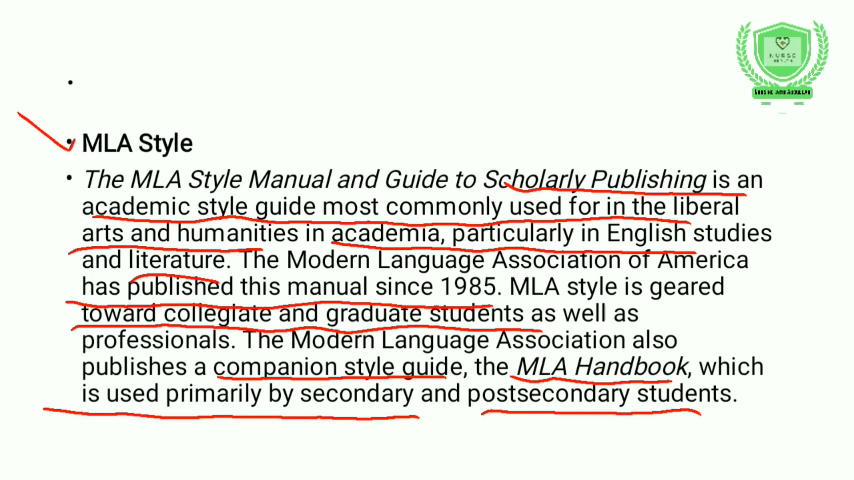 NURSE
• MLA Style
• The MLA Style Manual and Guide to Scholarly Publishing is an
academic style guide most commonly used for in the liberal
arts and humanities in academia, particularly in English studies
and literature. The Modern Language Association of America
has published this manual since 1985. MLA style is geared
toward collegiate and graduate students as well as
professionals. The Modern Language Association also
publishes a companion style guide, the MLA Handbook, which
is used primarily by secondary and postsecondary students.